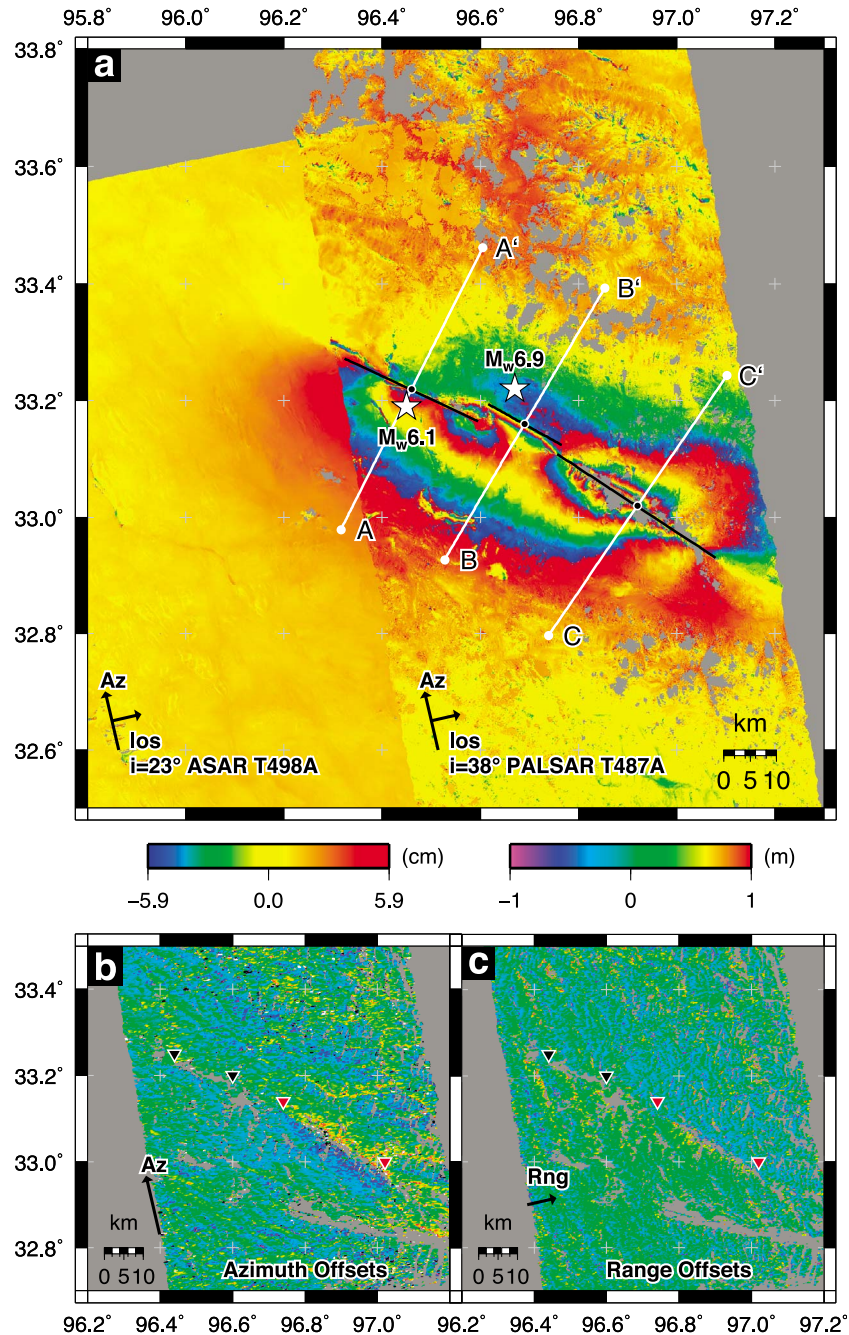 95.8° 96.0° 96.2° 96.4° 96.6° 96.8° 97.0° 97.2°
a
33.8°
33.6°
33.4°
33.2°
33.0°
32.8°
32.6°
A‘
B‘
C‘
Mw6.9
Mw6.1
A
B
C
Az
los
i=23° ASAR T498A
Az
los
i=38° PALSAR T487A
km
0 5 10
(cm)
−5.9 0.0 5.9
(m)
−1 0 1
b
33.4°
33.2°
33.0°
32.8°
Az
km
0 5 10
Azimuth Offsets
c
Rng
km
0 5 10
Range Offsets
96.2° 96.4° 96.6° 96.8° 97.0° 96.4° 96.6° 96.8° 97.0° 97.2°